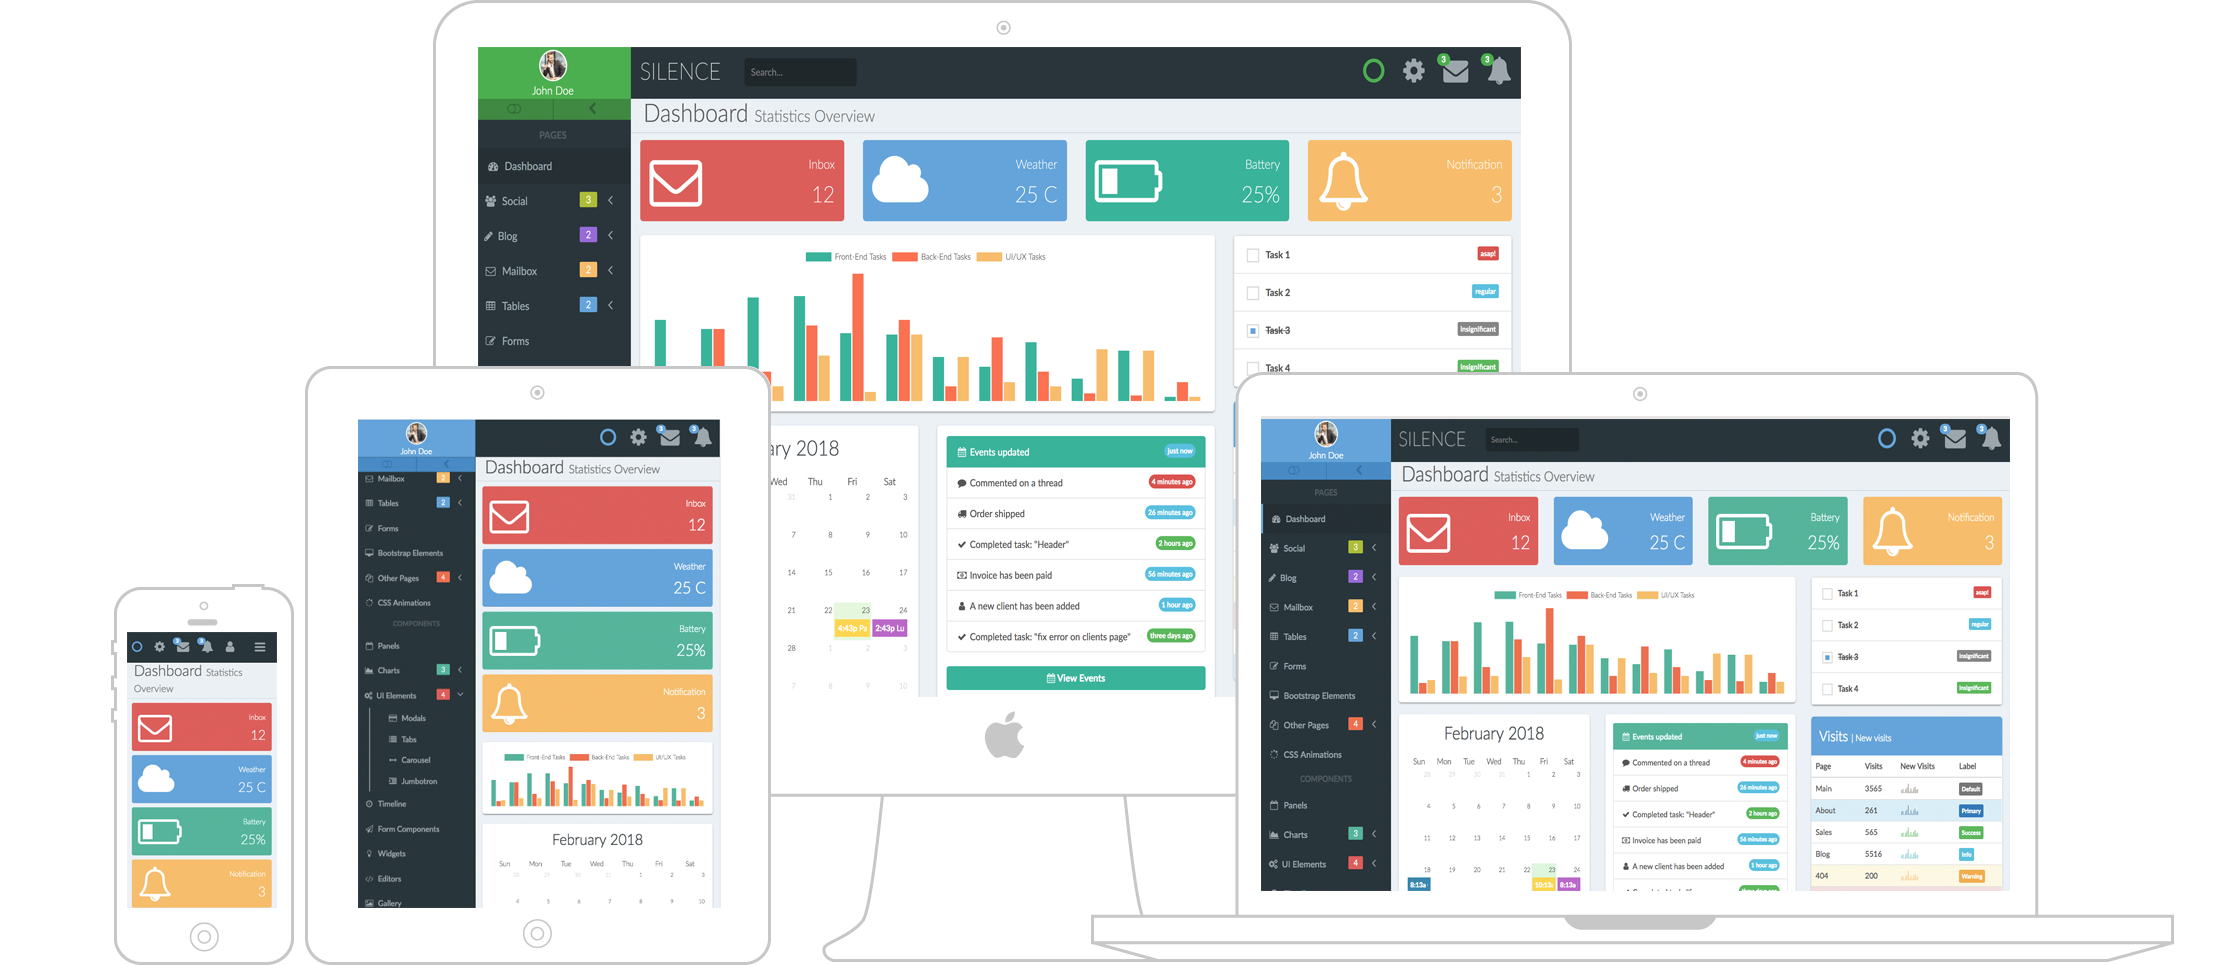 John Doe
SILENCE
Search...
3
3
Dashboard Statistics Overview
PAGES
Dashboard
Social 3
Blog 2
Mailbox 2
Tables 2
Forms
Inbox
12
Weather
25 C
Battery
25%
Notification
3
Front-End Tasks Back-End Tasks UI/UX Tasks
Task 1 asap!
Task 2 regular
Task 3 insignificant
Task 4 insignificant
ary 2018
Wed Thu Fri Sat
31 1 2 3
7 8 9 10
14 15 16 17
21 22 23 24
4:43p Pa 2:43p Lu
28 1 2 3
7 8 9 10
Events updated just now
Commented on a thread 4 minutes ago
Order shipped 26 minutes ago
Completed task: "Header" 2 hours ago
Invoice has been paid 56 minutes ago
A new client has been added 1 hour ago
Completed task: "fix error on clients page" three days ago
View Events
John Doe
3
3
Dashboard Statistics Overview
Mailbox 2
Tables 2
Forms
Bootstrap Elements
Other Pages 4
CSS Animations
COMPONENTS
Panels
Charts 3
UI Elements 4
Modals
Tabs
Carousel
Jumbotron
Timeline
Form Components
Widgets
Editors
Gallery
Inbox
12
Weather
25 C
Battery
25%
Notification
3
Front-End Tasks Back-End Tasks UI/UX Tasks
February 2018
Sun Mon Tue Wed Thu Fri Sat
28 29 30 31 1 2 3
4 5 6 7 8 9 10
3
3
Dashboard Statistics
Overview
Inbox
12
Weather
25 C
Battery
25%
Notification
3
John Doe
SILENCE
Search...
3
3
Dashboard Statistics Overview
PAGES
Dashboard
Social 3
Blog 2
Mailbox 2
Tables 2
Forms
Bootstrap Elements
Other Pages 4
CSS Animations
COMPONENTS
Panels
Charts 3
UI Elements 4
Inbox
12
Weather
25 C
Battery
25%
Notification
3
Front-End Tasks Back-End Tasks UI/UX Tasks
Task 1 asap!
Task 2 regular
Task 3 insignificant
Task 4 insignificant
February 2018
Sun Mon Tue Wed Thu Fri Sat
28 29 30 31 1 2 3
4 5 6 7 8 9 10
11 12 13 14 15 16 17
18 19 20 21 22 23 24
8:13a 10:13a 8:13a
Events updated just now
Commented on a thread 4 minutes ago
Order shipped 26 minutes ago
Completed task: "Header" 2 hours ago
Invoice has been paid 56 minutes ago
A new client has been added 1 hour ago
Visits | New visits
Page Visits New Visits Label
Main 3565 Default
About 261 Primary
Sales 565 Success
Blog 5516 Info
404 200 Warning